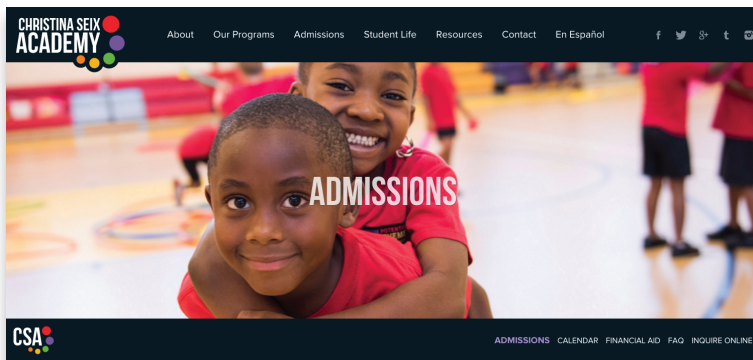 CHRISTINA SEIX
ACADEMY
About Our Programs Admissions Student Life Resources Contact En Español
ADMISSIONS
CSA
ADMISSIONS CALENDAR FINANCIAL AID FAQ INQUIRE ONLINE